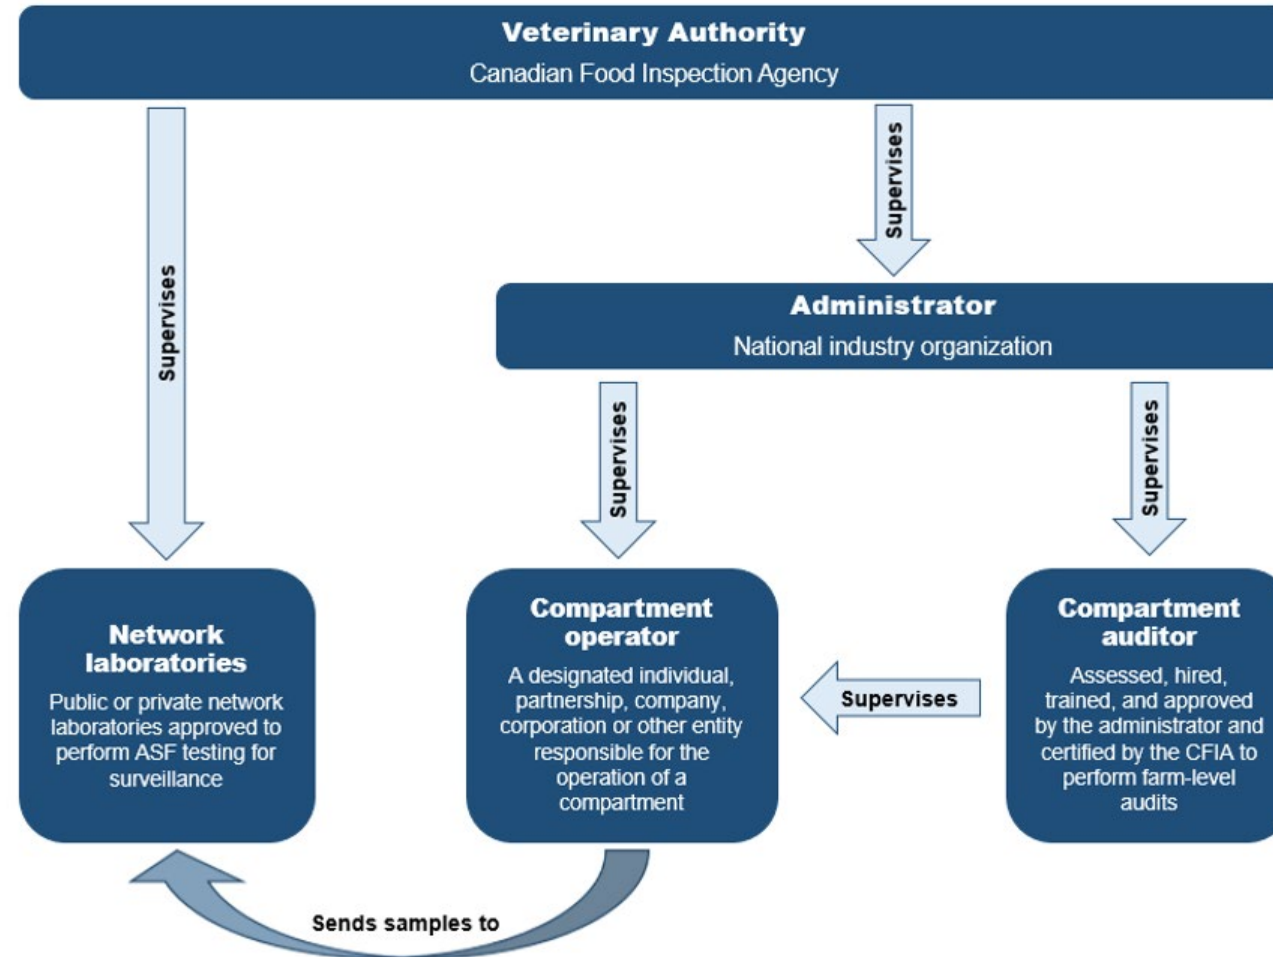 Veterinary Authority
Canadian Food Inspection Agency
Supervises
Supervises
Administrator
National industry organization
Supervises
Supervises
Network
laboratories
Public or private network
laboratories approved to
perform ASF testing for
surveillance
Compartment
operator
A designated individual,
partnership, company,
corporation or other entity
responsible for the
operation of a
compartment
Supervises
Compartment
auditor
Assessed, hired,
trained, and approved
by the administrator and
certified by the CFIA to
perform farm-level
audits
Sends samples to